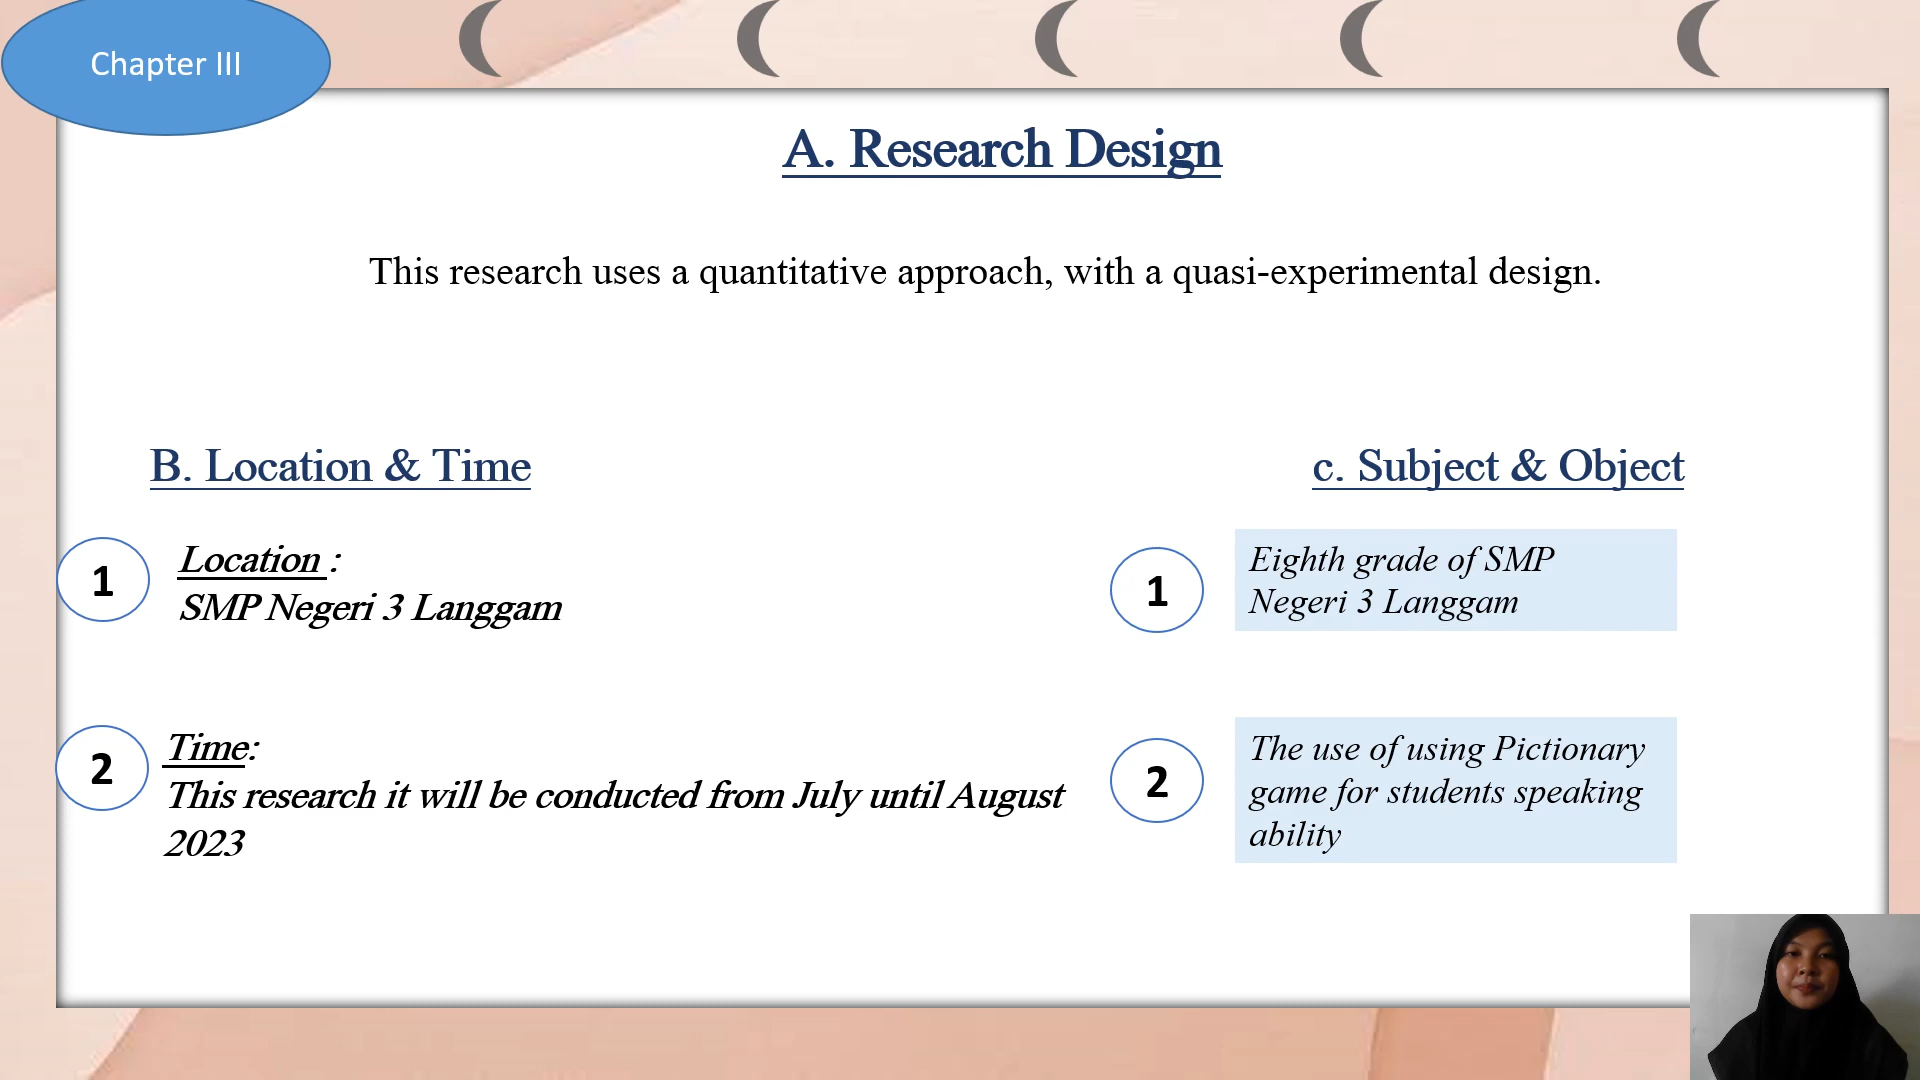 Chapter III
A. Research Design
This research uses a quantitative approach, with a quasi-experimental design.
B. Location & Time
1
Location :
SMP Negeri 3 Langgam
2
Time:
This research it will be conducted from July until August
2023
c. Subject & Object
1
Eighth grade of SMP
Negeri 3 Langgam
2
The use of using Pictionary
game for students speaking
ability